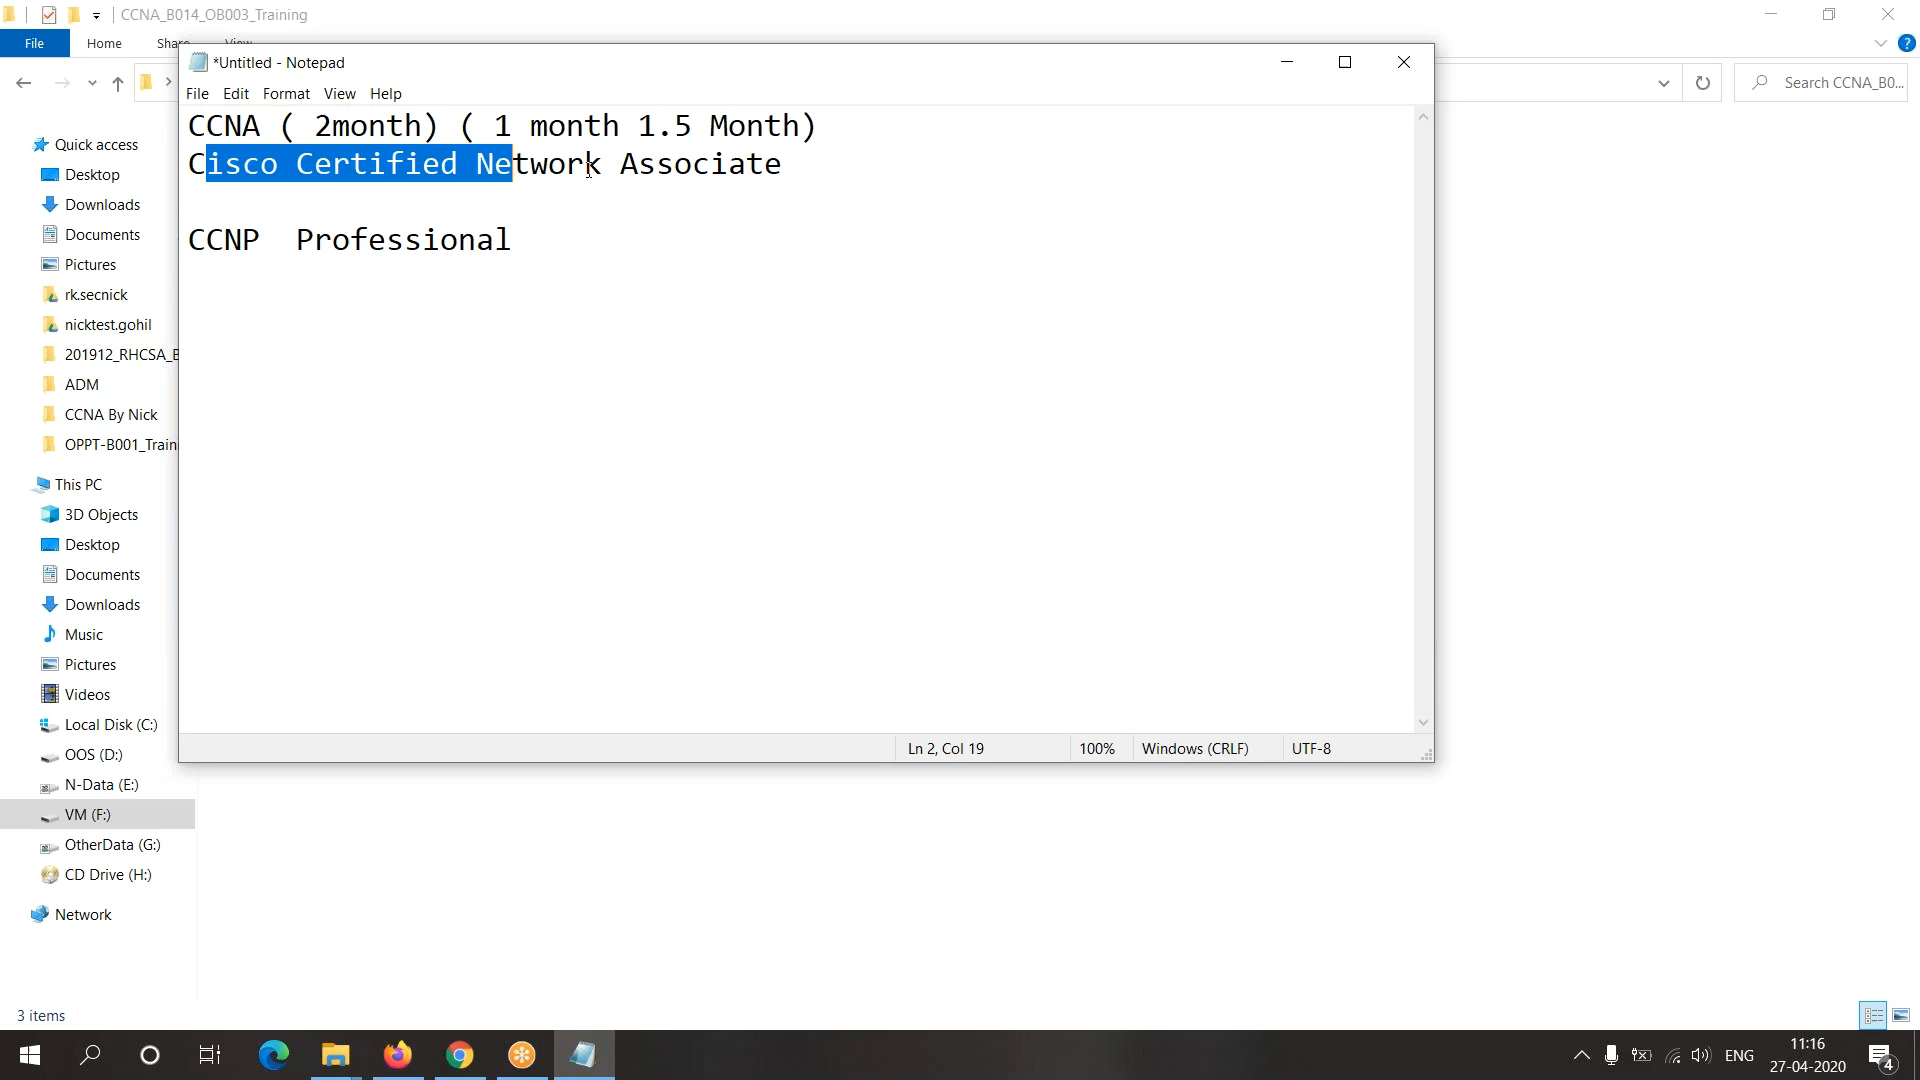 CCNA_B014_OB003_Training
File Home Share View
*Untitled - Notepad
File Edit Format View Help
Search CCNA_B0...
CCNA ( 2month) ( 1 month 1.5 Month)
Cisco Certified Network Associate
CCNP  Professional
Quick access
Desktop
Downloads
Documents
Pictures
rk.secnick
nicktest.gohil
201912_RHCSA_B
ADM
CCNA By Nick
OPPT-B001_Traini
This PC
3D Objects
Desktop
Documents
Downloads
Music
Pictures
Videos
Local Disk (C:)
OOS (D:)
N-Data (E:)
VM (F:)
OtherData (G:)
CD Drive (H:)
Network
Ln 2, Col 19 100% Windows (CRLF) UTF-8
3 items
ENG
11:16
27-04-2020
4